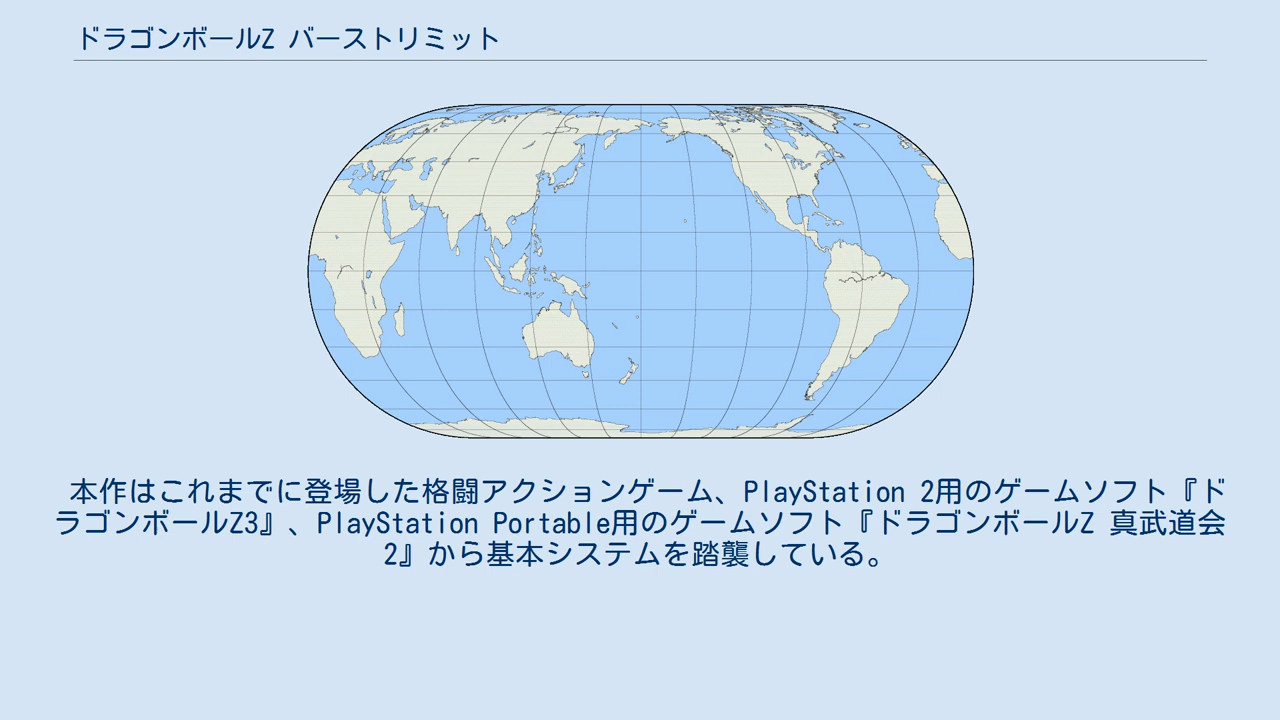 ドラゴンボールZ バーストリミット
本作はこれまでに登場した格闘アクションゲーム、PlayStation 2用のゲームソフト『ド
ラゴンボールZ3』、PlayStation Portable用のゲームソフト『ドラゴンボールZ 真武道会
2』から基本システムを踏襲している。